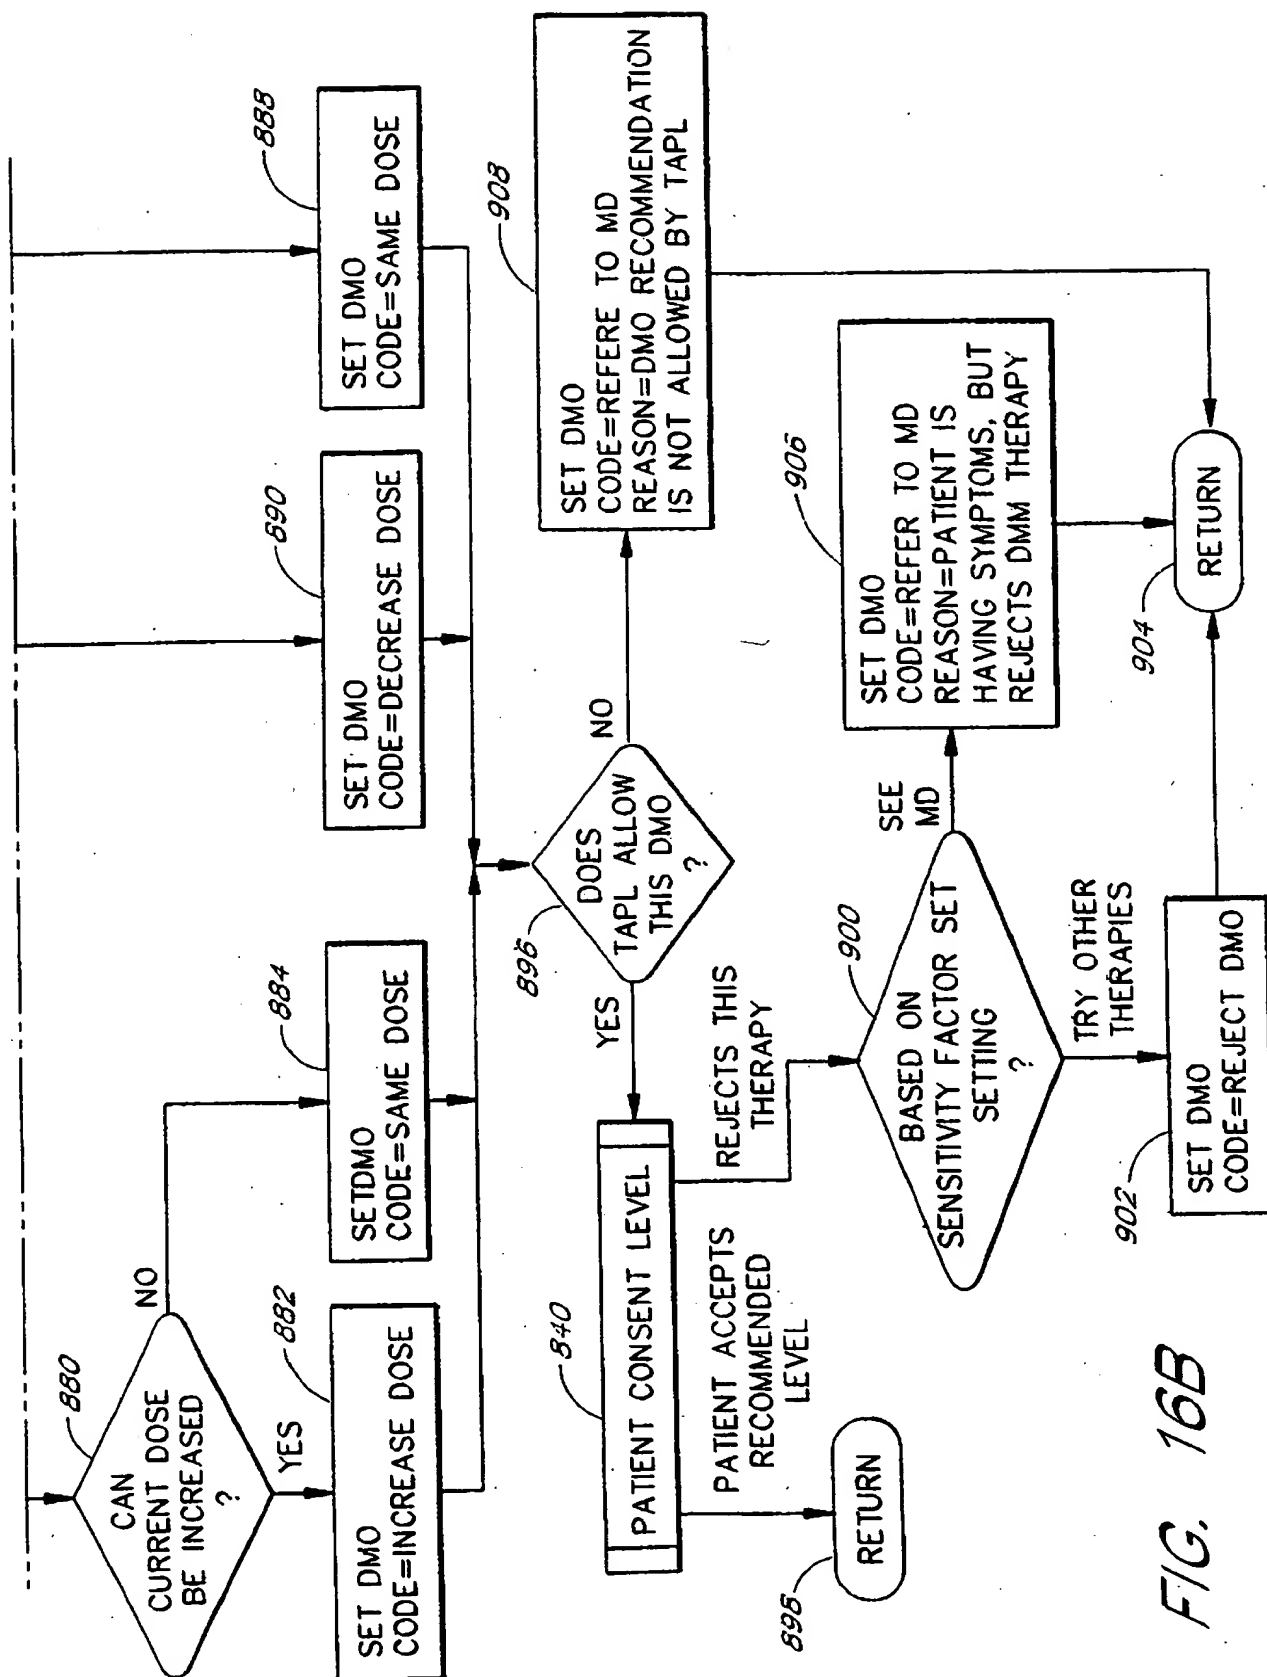 880
CAN
CURRENT DOSE
BE INCREASED
?
NO
YES
882
SET DMO
CODE=INCREASE DOSE
884
SETDMO
CODE=SAME DOSE
890
SET DMO
CODE=DECREASE DOSE
888
SET DMO
CODE=SAME DOSE
896
DOES
TAPL ALLOW
THIS DMO
?
YES
NO
908
SET DMO
CODE=REFERE TO MD
REASON=DMO RECOMMENDATION
IS NOT ALLOWED BY TAPL
840
PATIENT CONSENT LEVEL
PATIENT ACCEPTS
RECOMMENDED
LEVEL
REJECTS THIS
THERAPY
898
RETURN
900
BASED ON
SENSITIVITY FACTOR SET
SETTING
?
SEE
MD
TRY OTHER
THERAPIES
906
SET DMO
CODE=REFER TO MD
REASON=PATIENT IS
HAVING SYMPTOMS, BUT
REJECTS DMM THERAPY
902
SET DMO
CODE=REJECT DMO
904
RETURN
FIG. 16B